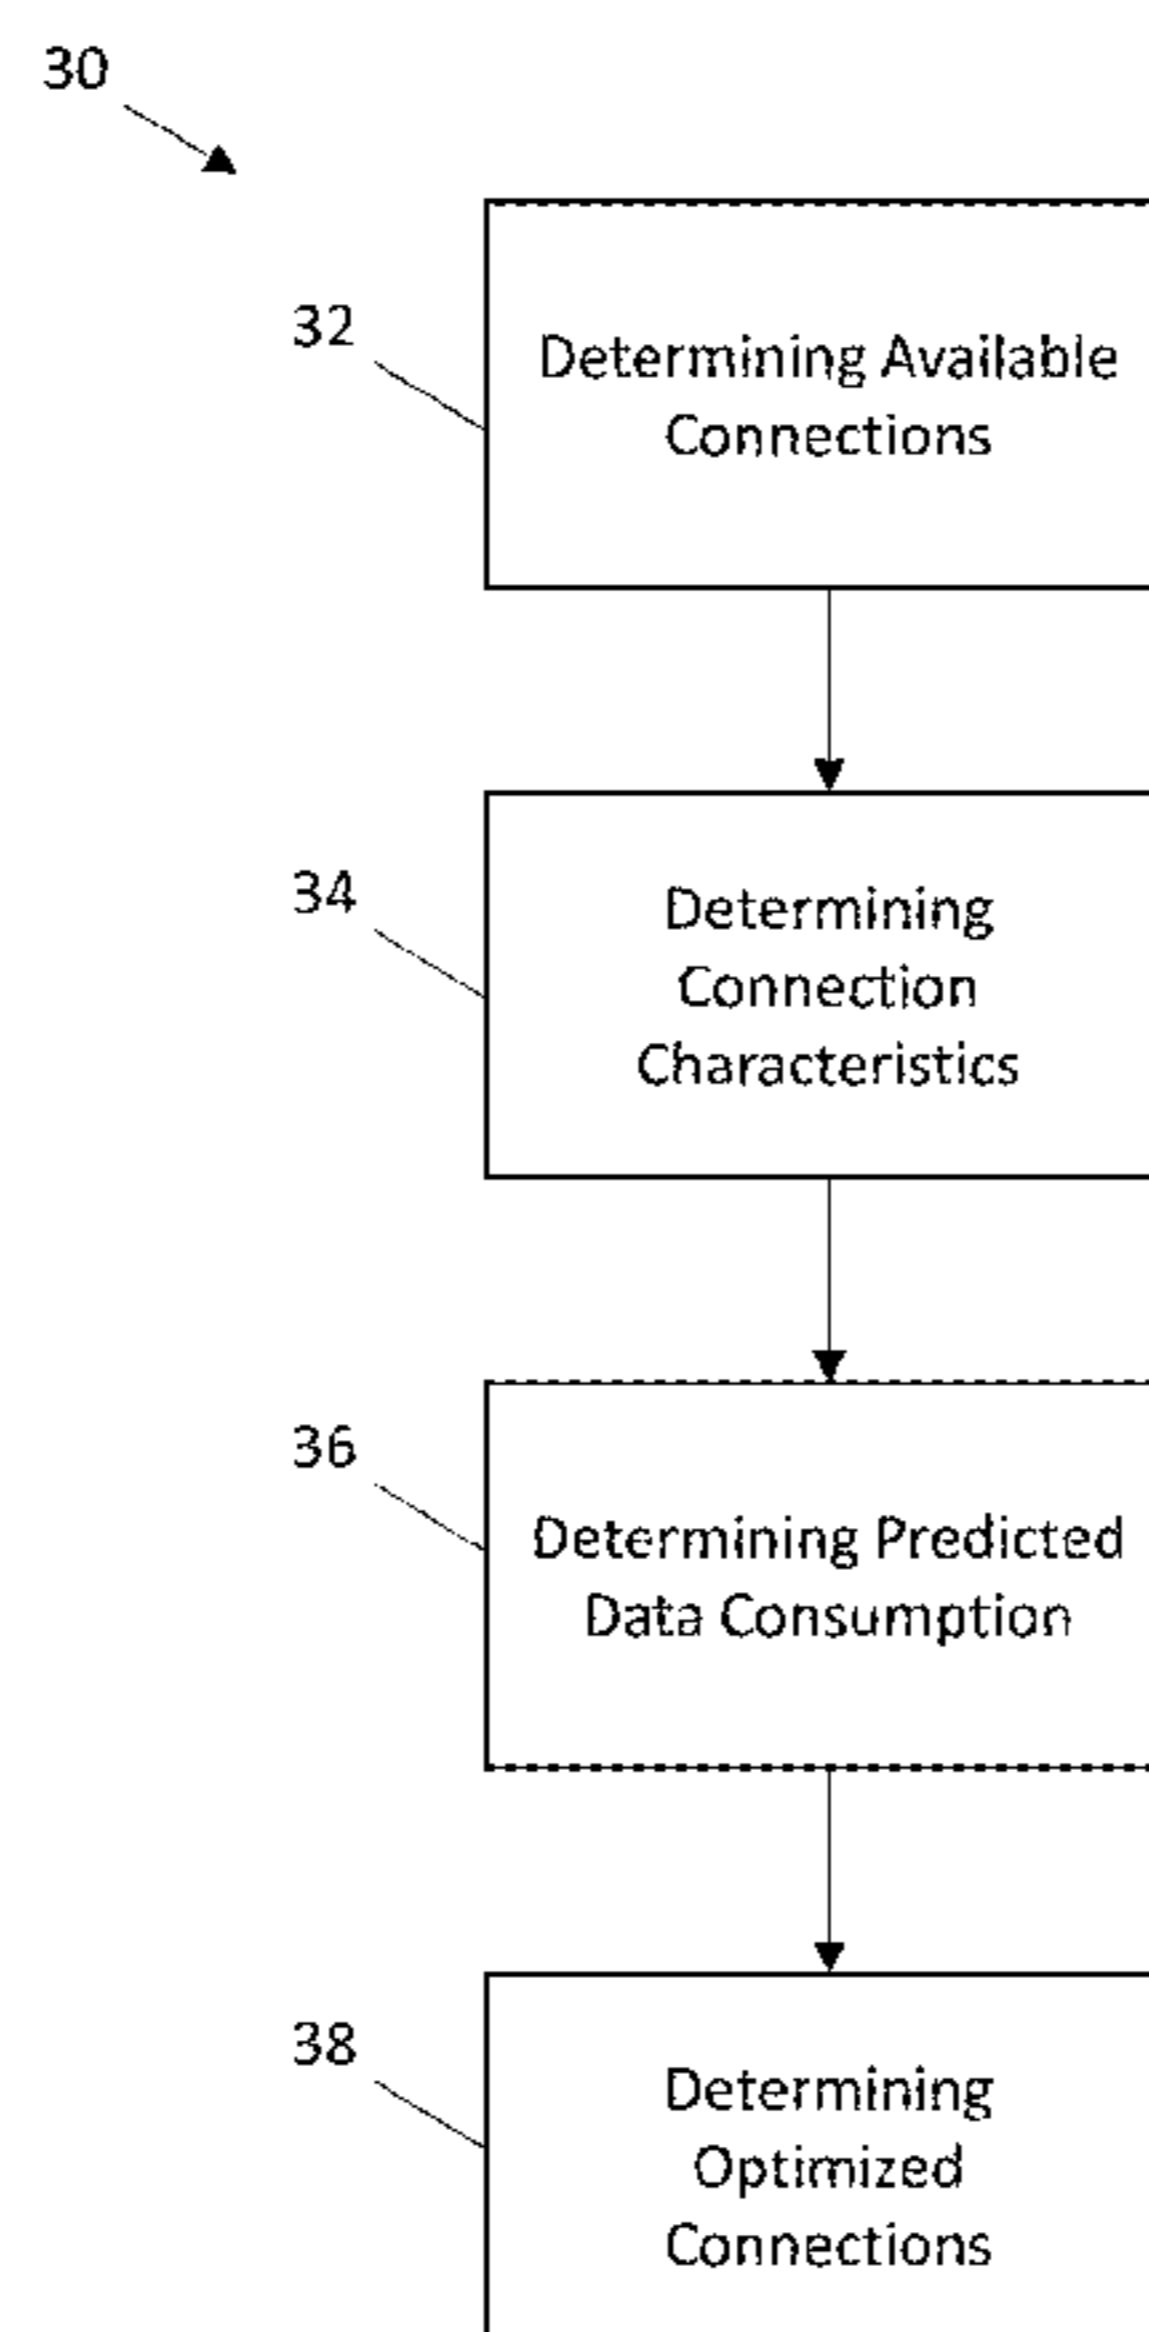 30
32
Determining Available
Connections
34
Determining
Connection
Characteristics
36
Determining Predicted
Data Consumption
38
Determining
Optimized
Connections